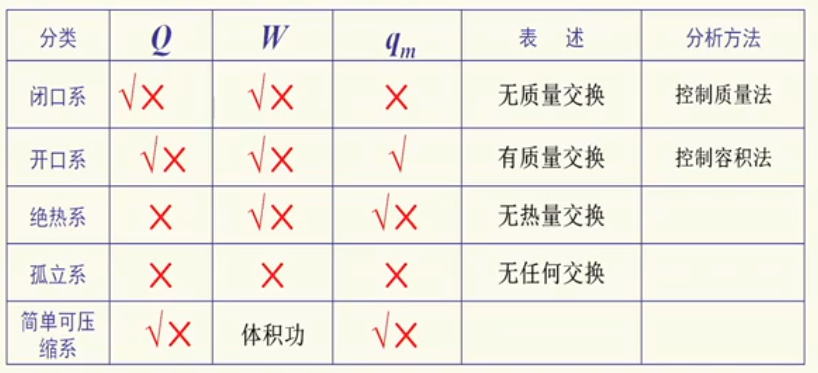 分类 Q W qm 表 述 分析方法
闭口系 √× √× × 无质量交换 控制质量法
开口系 √× √× √ 有质量交换 控制容积法
绝热系 × √× √× 无热量交换
孤立系 × × × 无任何交换
简单可压
缩系 √× 体积功 √×